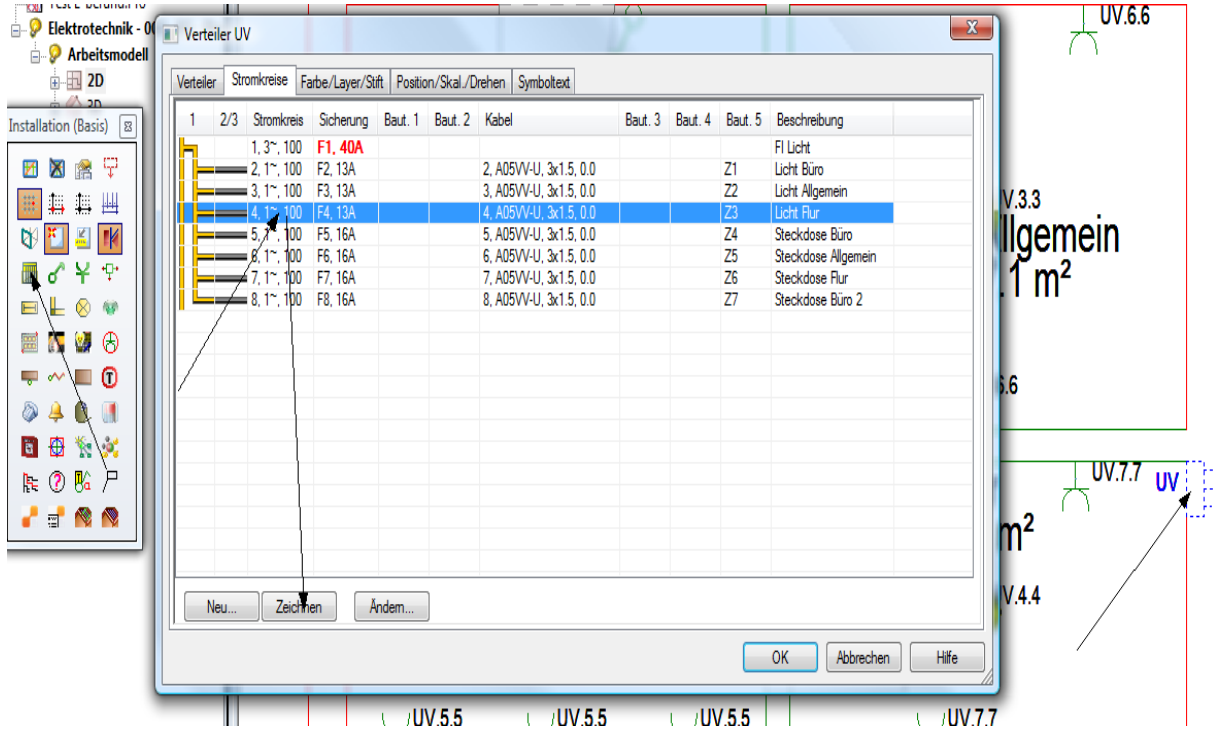 Test E-Befund.Pro
Elektrotechnik - 00
Arbeitsmodell
2D
3D
Installation (Basis)
Verteiler UV
Verteiler Stromkreise Farbe/Layer/Stift Position/Skal./Drehen Symboltext
1 2/3 Stromkreis Sicherung Baut. 1 Baut. 2 Kabel Baut. 3 Baut. 4 Baut. 5 Beschreibung
1, 3~, 100 F1, 40A FI Licht
2, 1~, 100 F2, 13A 2, A05VV-U, 3x1.5, 0.0 Z1 Licht Büro
3, 1~, 100 F3, 13A 3, A05VV-U, 3x1.5, 0.0 Z2 Licht Allgemein
4, 1~, 100 F4, 13A 4, A05VV-U, 3x1.5, 0.0 Z3 Licht Flur
5, 1~, 100 F5, 16A 5, A05VV-U, 3x1.5, 0.0 Z4 Steckdose Büro
6, 1~, 100 F6, 16A 6, A05VV-U, 3x1.5, 0.0 Z5 Steckdose Allgemein
7, 1~, 100 F7, 16A 7, A05VV-U, 3x1.5, 0.0 Z6 Steckdose Flur
8, 1~, 100 F8, 16A 8, A05VV-U, 3x1.5, 0.0 Z7 Steckdose Büro 2
Neu... Zeichnen Ändern...
OK Abbrechen Hilfe
UV.6.6
V.3.3
llgemein
.1 m²
6.6
UV.7.7
UV
m²
V.4.4
UV.5.5 UV.5.5 UV.5.5 UV.7.7